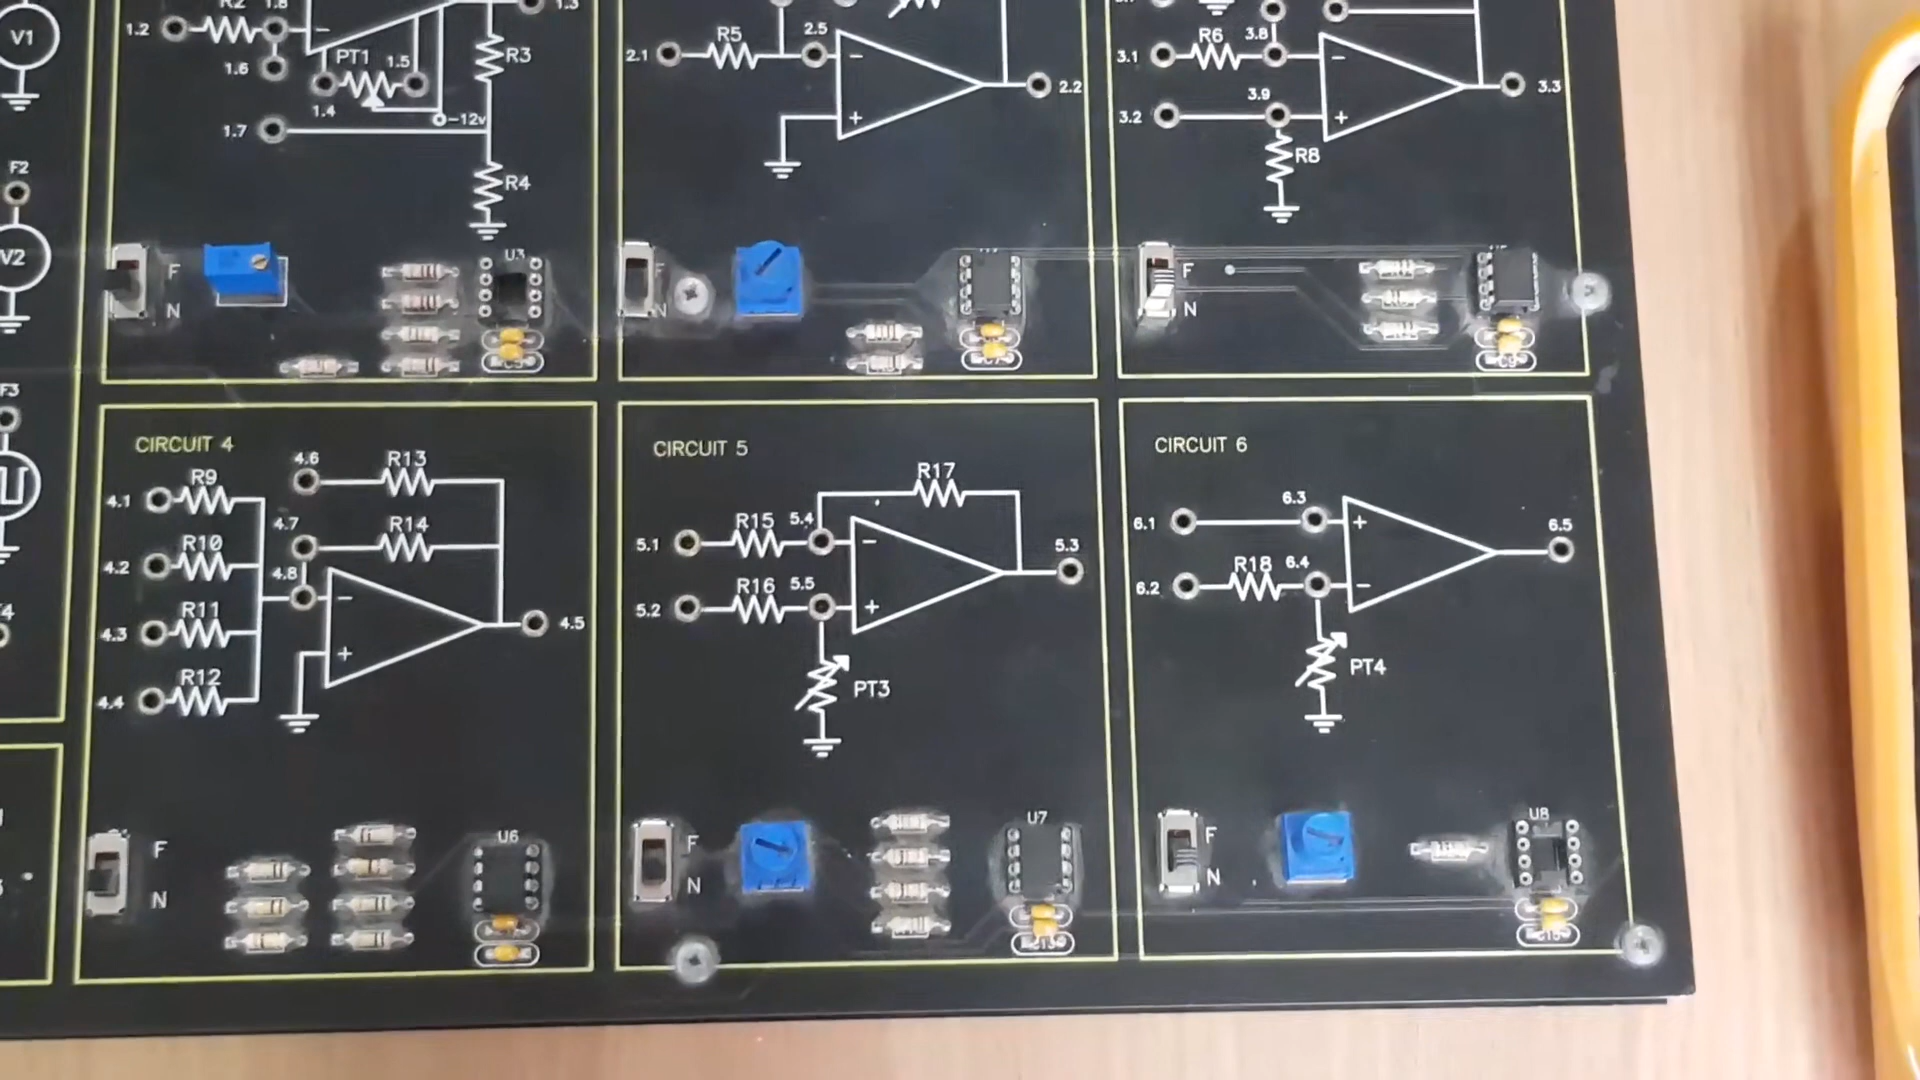 V1
1.2
R2
1.8
1.3
1.6
PT1
1.5
1.4
R3
-12v
1.7
R4
2.1
R5
2.5
-
+
2.2
3.1
R6
3.8
-
3.3
3.2
3.9
+
R8
F2
V2
F
N
U3
F
N
F
N
C9
F3
CIRCUIT 4
4.6
R13
4.1
R9
4.7
R14
4.2
R10
4.8
-
4.3
R11
4.5
+
4.4
R12
F
N
U6
CIRCUIT 5
R17
5.1
R15
5.4
-
5.3
5.2
R16
5.5
+
PT3
F
N
U7
C13
CIRCUIT 6
6.1
6.3
+
6.5
6.2
R18
6.4
-
PT4
F
N
U8
C15